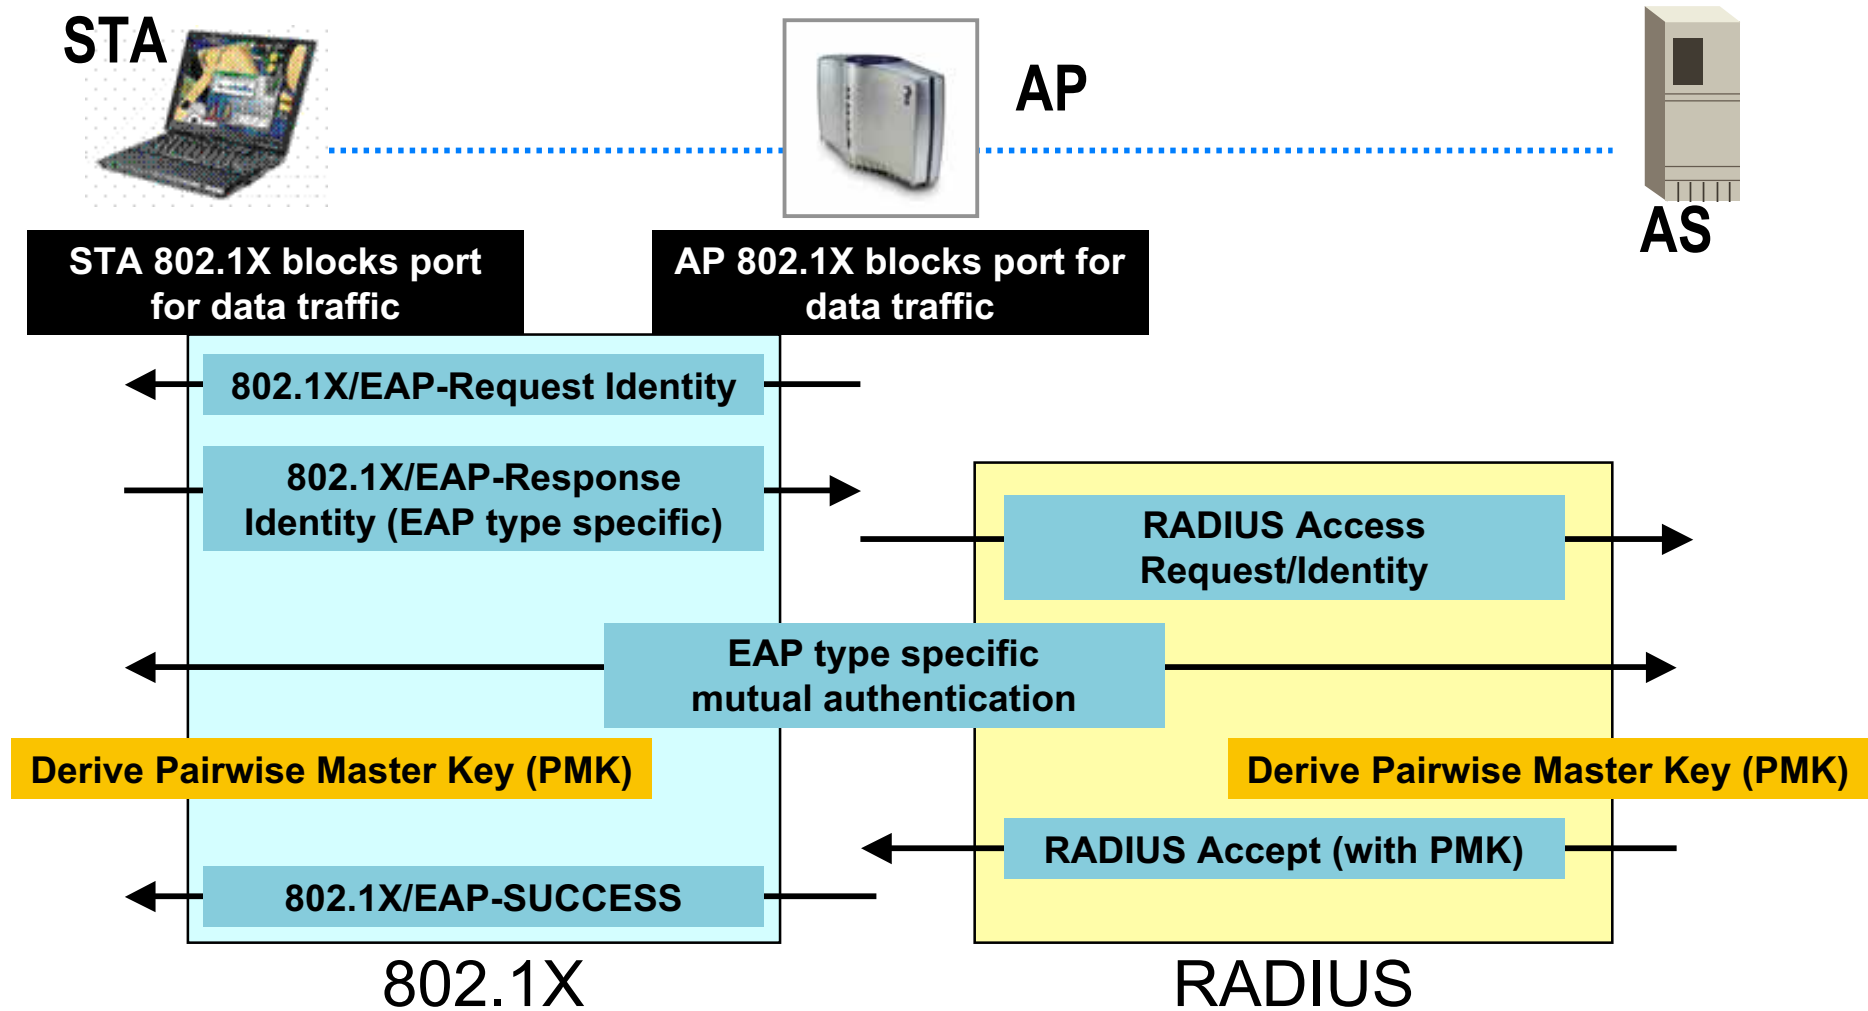 STA
AP
AS
STA 802.1X blocks port
for data traffic
AP 802.1X blocks port for
data traffic
802.1X/EAP-Request Identity
802.1X/EAP-Response
Identity (EAP type specific)
RADIUS Access
Request/Identity
EAP type specific
mutual authentication
Derive Pairwise Master Key (PMK)
Derive Pairwise Master Key (PMK)
RADIUS Accept (with PMK)
802.1X/EAP-SUCCESS
802.1X
RADIUS